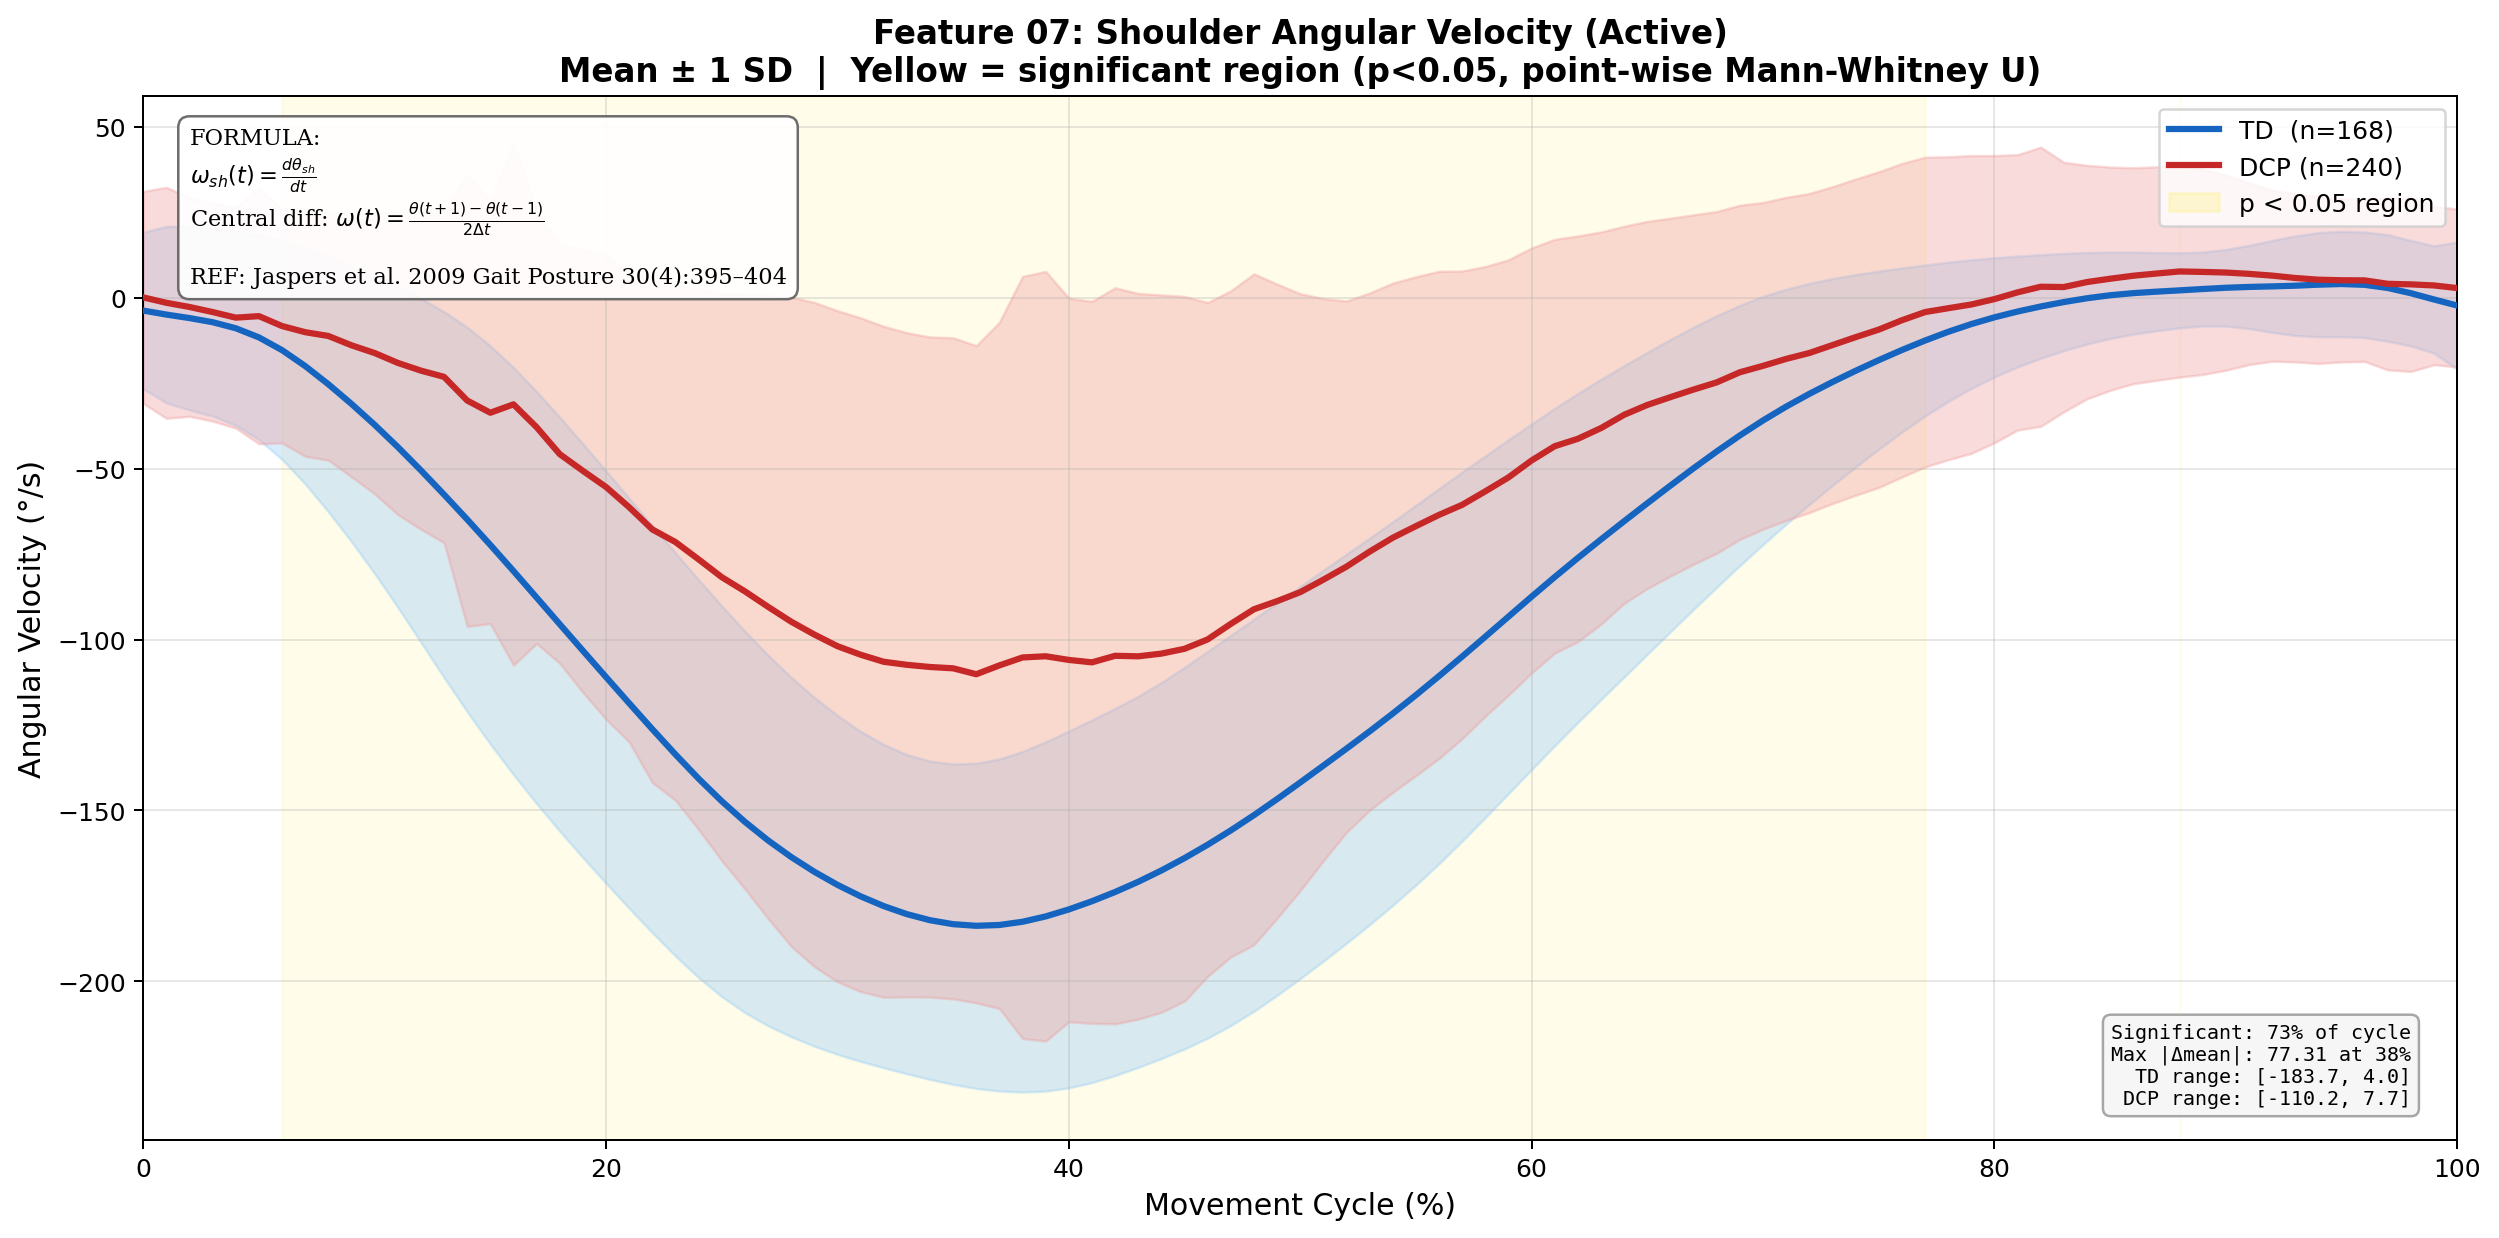 Feature 07: Shoulder Angular Velocity (Active)
Mean ± 1 SD | Yellow = significant region (p<0.05, point-wise Mann-Whitney U)
FORMULA:
ω_sh(t) = dθ_sh/dt
Central diff: ω(t) = θ(t+1)−θ(t−1)/2Δt
REF: Jaspers et al. 2009 Gait Posture 30(4):395–404
TD (n=168)
DCP (n=240)
p < 0.05 region
50
0
−50
−100
−150
−200
Angular Velocity (°/s)
Significant: 73% of cycle
Max |Δmean|: 77.31 at 38%
TD range: [-183.7, 4.0]
DCP range: [-110.2, 7.7]
0 20 40 60 80 100
Movement Cycle (%)